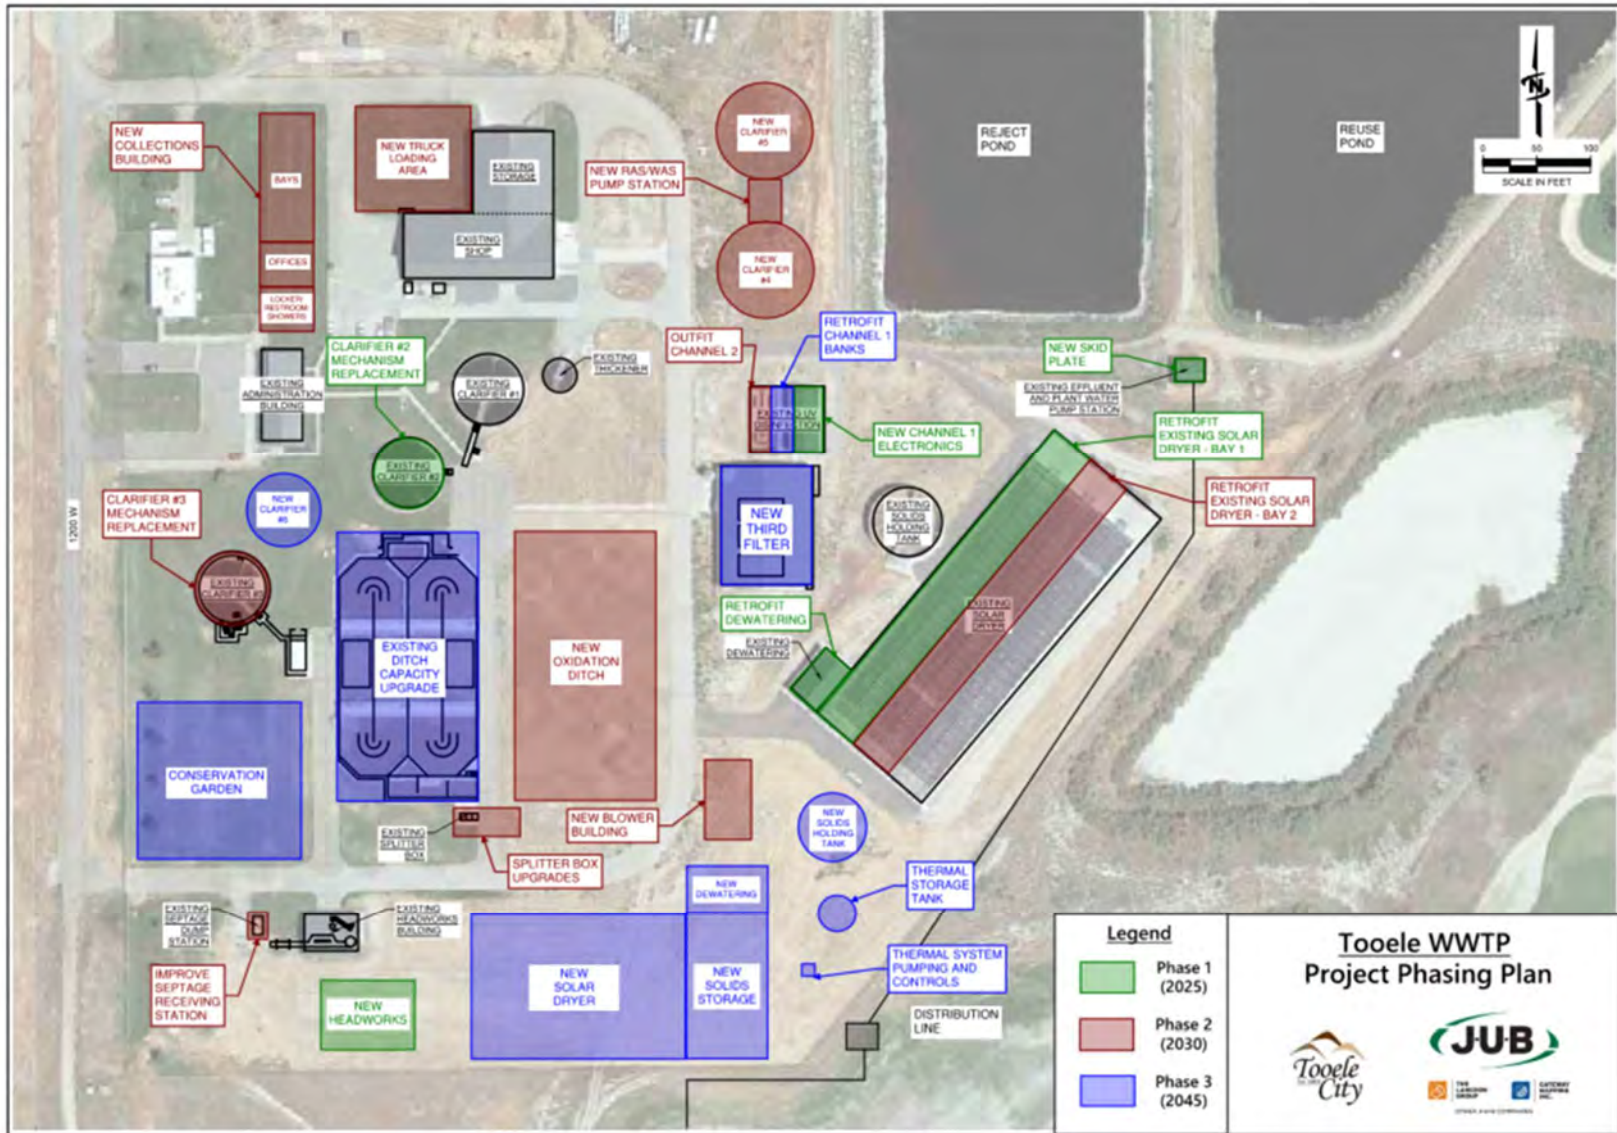 NEW
COLLECTIONS
BUILDING
BAYS
OFFICES
LOCKER/
RESTROOM/
SHOWERS
NEW TRUCK
LOADING
AREA
EXISTING
STORAGE
EXISTING
SHOP
NEW RAS/WAS
PUMP STATION
NEW
CLARIFIER
#5
NEW
CLARIFIER
#4
REJECT
POND
REUSE
POND
N
0 50 100
SCALE IN FEET
CLARIFIER #2
MECHANISM
REPLACEMENT
EXISTING
ADMINISTRATION
BUILDING
EXISTING
CLARIFIER #1
EXISTING
THICKENER
OUTFIT
CHANNEL 2
RETROFIT
CHANNEL 1
BANKS
EXISTING UV
DISINFECTION
NEW CHANNEL 1
ELECTRONICS
NEW SKID
PLATE
EXISTING EFFLUENT
AND PLANT WATER
PUMP STATION
RETROFIT
EXISTING SOLAR
DRYER - BAY 1
RETROFIT
EXISTING SOLAR
DRYER - BAY 2
EXISTING
CLARIFIER #2
CLARIFIER #3
MECHANISM
REPLACEMENT
NEW
CLARIFIER
#6
EXISTING
CLARIFIER #3
1200 W
NEW
THIRD
FILTER
EXISTING
SOLIDS
HOLDING
TANK
EXISTING
SOLAR
DRYER
RETROFIT
DEWATERING
EXISTING
DEWATERING
EXISTING
DITCH
CAPACITY
UPGRADE
NEW
OXIDATION
DITCH
CONSERVATION
GARDEN
EXISTING
SPLITTER
BOX
SPLITTER BOX
UPGRADES
NEW BLOWER
BUILDING
NEW
SOLIDS
HOLDING
TANK
NEW
DEWATERING
THERMAL
STORAGE
TANK
EXISTING
SEPTAGE
DUMP
STATION
EXISTING
HEADWORKS
BUILDING
IMPROVE
SEPTAGE
RECEIVING
STATION
NEW
HEADWORKS
NEW
SOLAR
DRYER
NEW
SOLIDS
STORAGE
THERMAL SYSTEM
PUMPING AND
CONTROLS
DISTRIBUTION
LINE
Legend
Phase 1
(2025)
Phase 2
(2030)
Phase 3
(2045)
Tooele WWTP
Project Phasing Plan
Tooele
City
J-U-B
THE
LANGDON
GROUP
GATEWAY
MAPPING
INC.